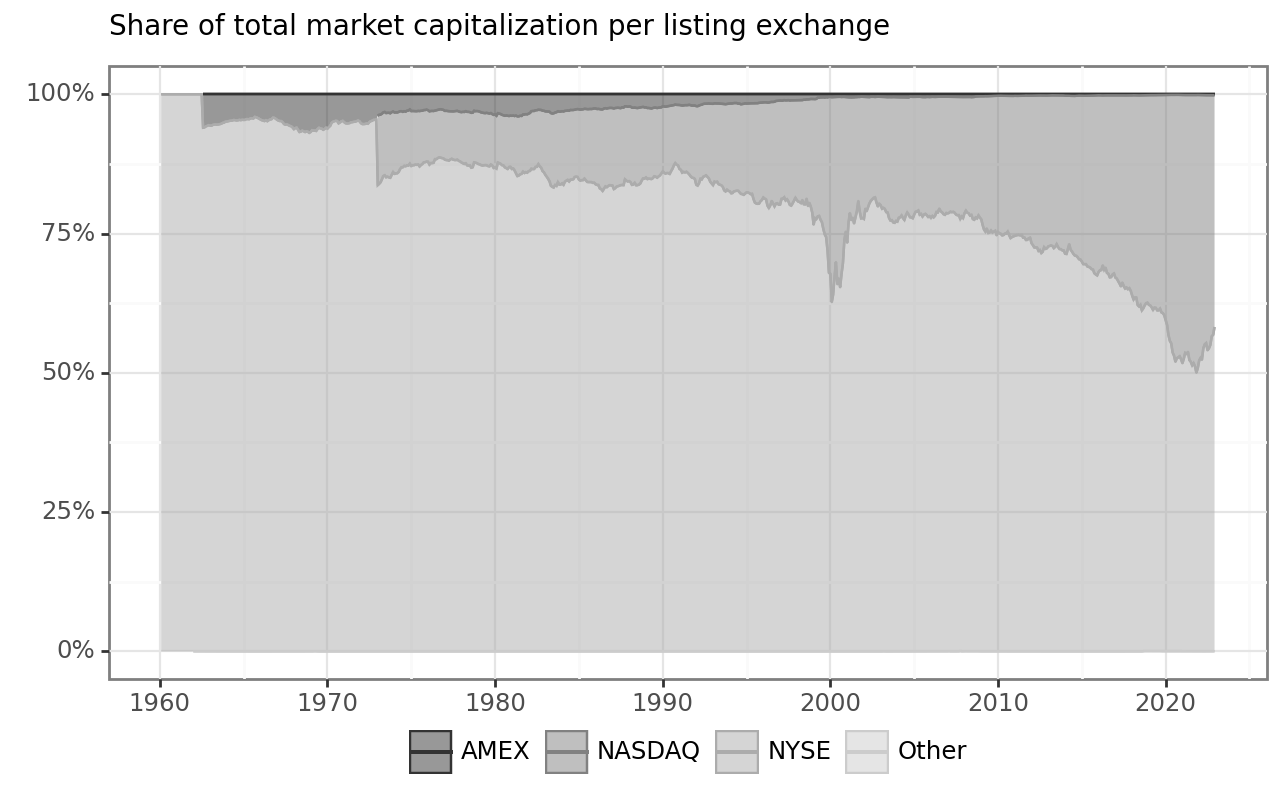 Share of total market capitalization per listing exchange
100%
75%
50%
25%
0%
1960 1970 1980 1990 2000 2010 2020
AMEX NASDAQ NYSE Other